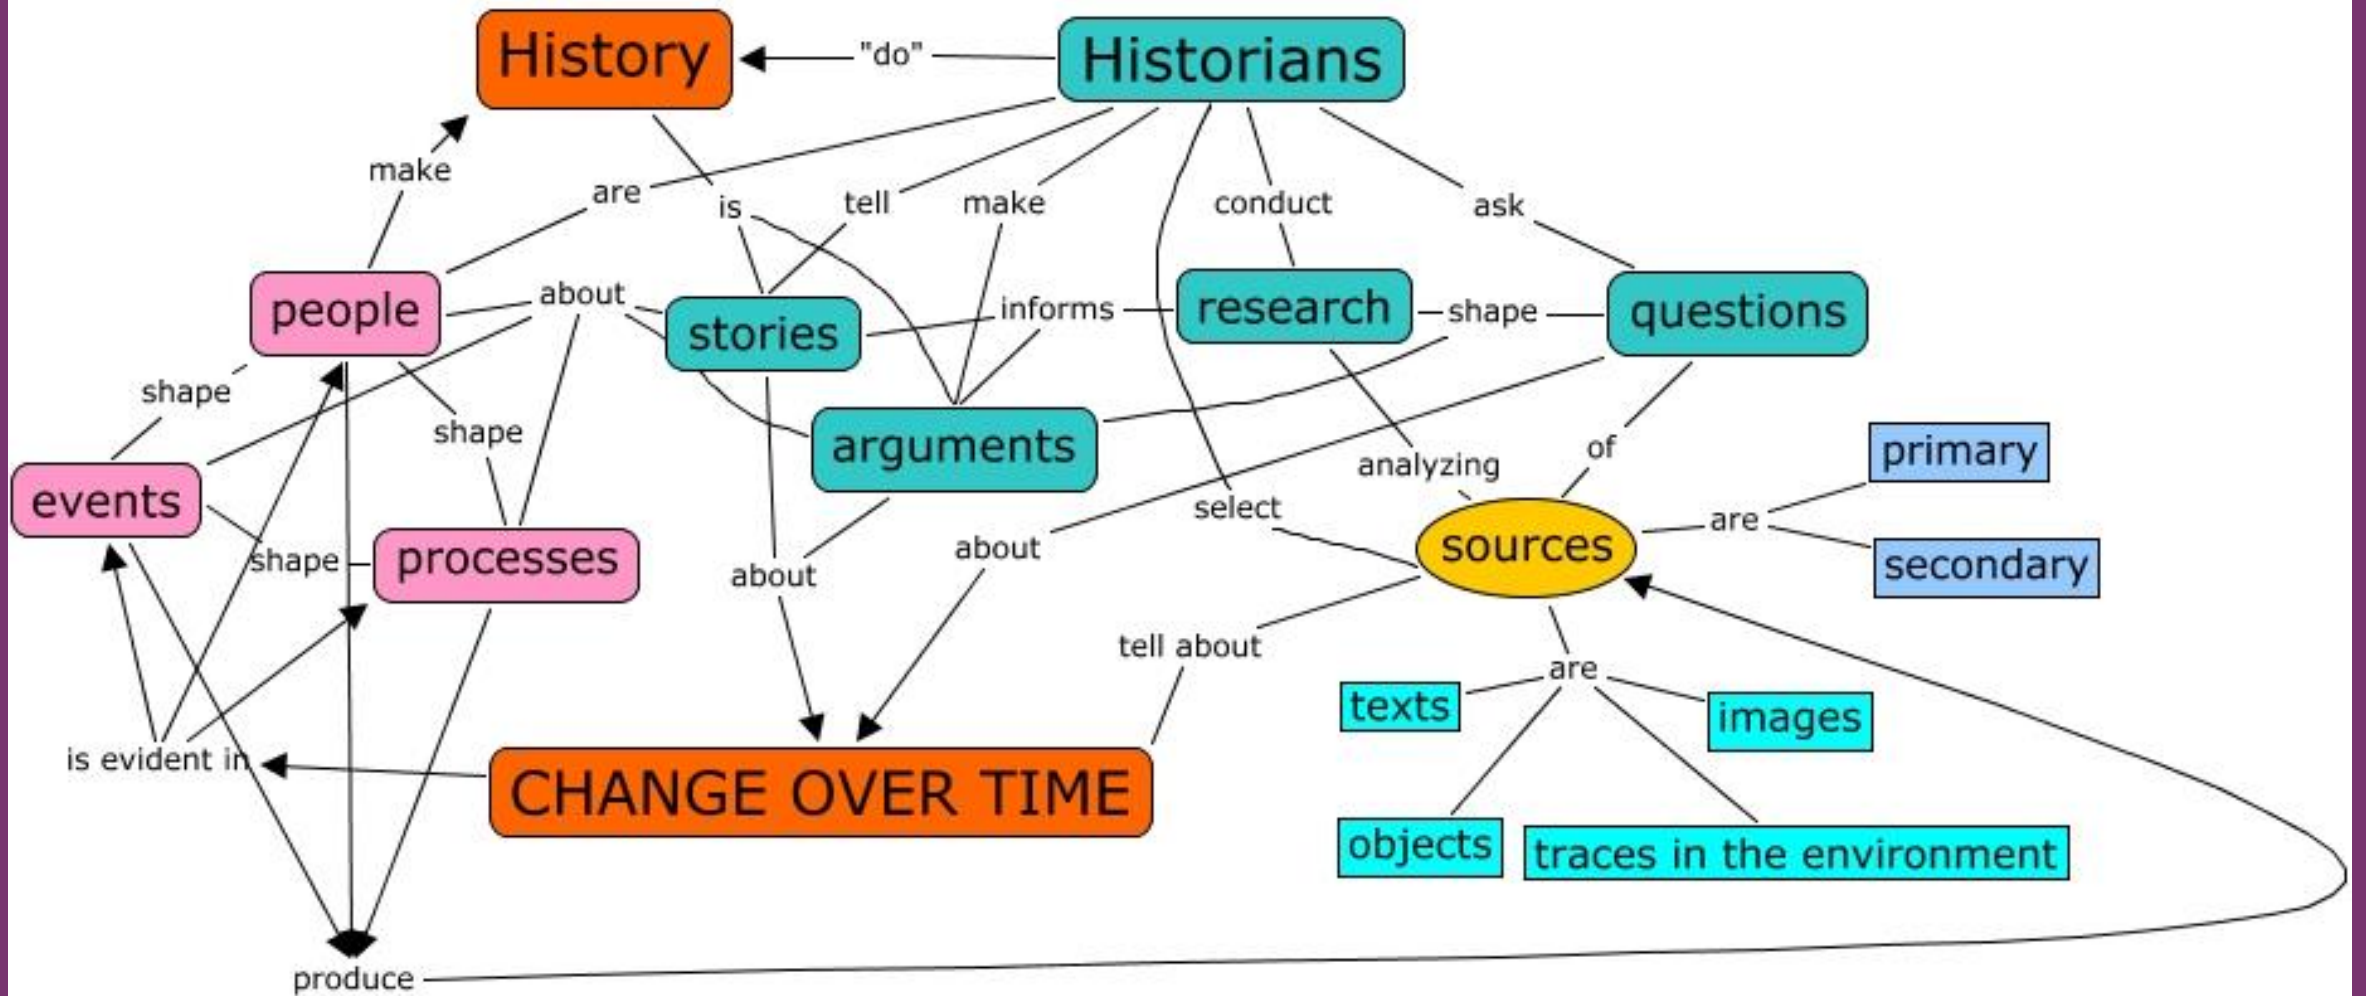 History
"do"
Historians
make
are
is
tell
make
conduct
ask
people
about
stories
informs
research
shape
questions
shape
shape
arguments
of
primary
analyzing
events
select
are
shape
processes
about
about
sources
secondary
tell about
are
texts
images
is evident in
CHANGE OVER TIME
objects
traces in the environment
produce